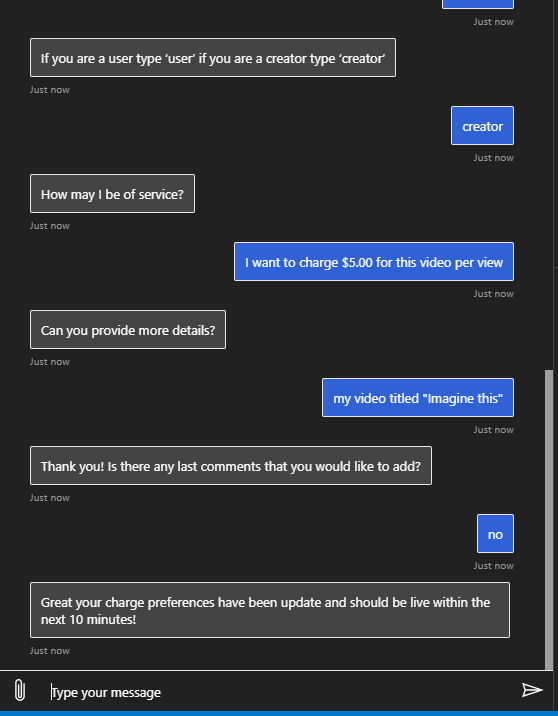 Just now
If you are a user type ‘user’ if you are a creator type ‘creator’
Just now
creator
Just now
How may I be of service?
Just now
I want to charge $5.00 for this video per view
Just now
Can you provide more details?
Just now
my video titled "Imagine this"
Just now
Thank you! Is there any last comments that you would like to add?
Just now
no
Just now
Great your charge preferences have been update and should be live within the
next 10 minutes!
Just now
Type your message